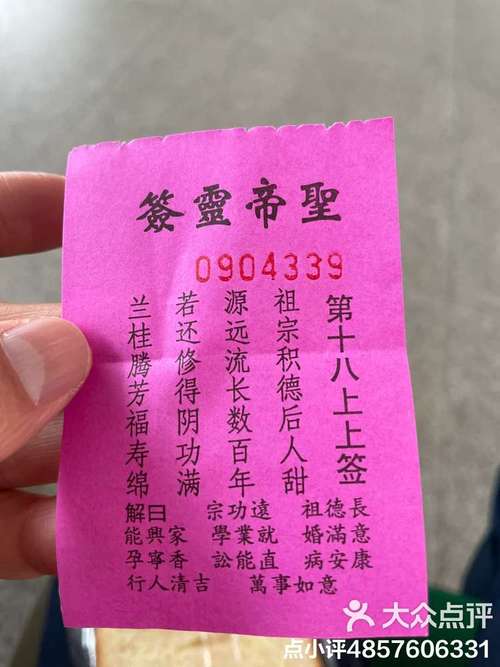 聖帝靈簽
0904339
第十八上上签
祖宗积德后人甜
源远流长数百年
若还修得阴功满
兰桂腾芳福寿绵
解曰 宗功遠 祖德長
能興家 學業就 婚滿意
孕寧香 訟能直 病安康
行人清吉 萬事如意
大众点评
点小评4857606331